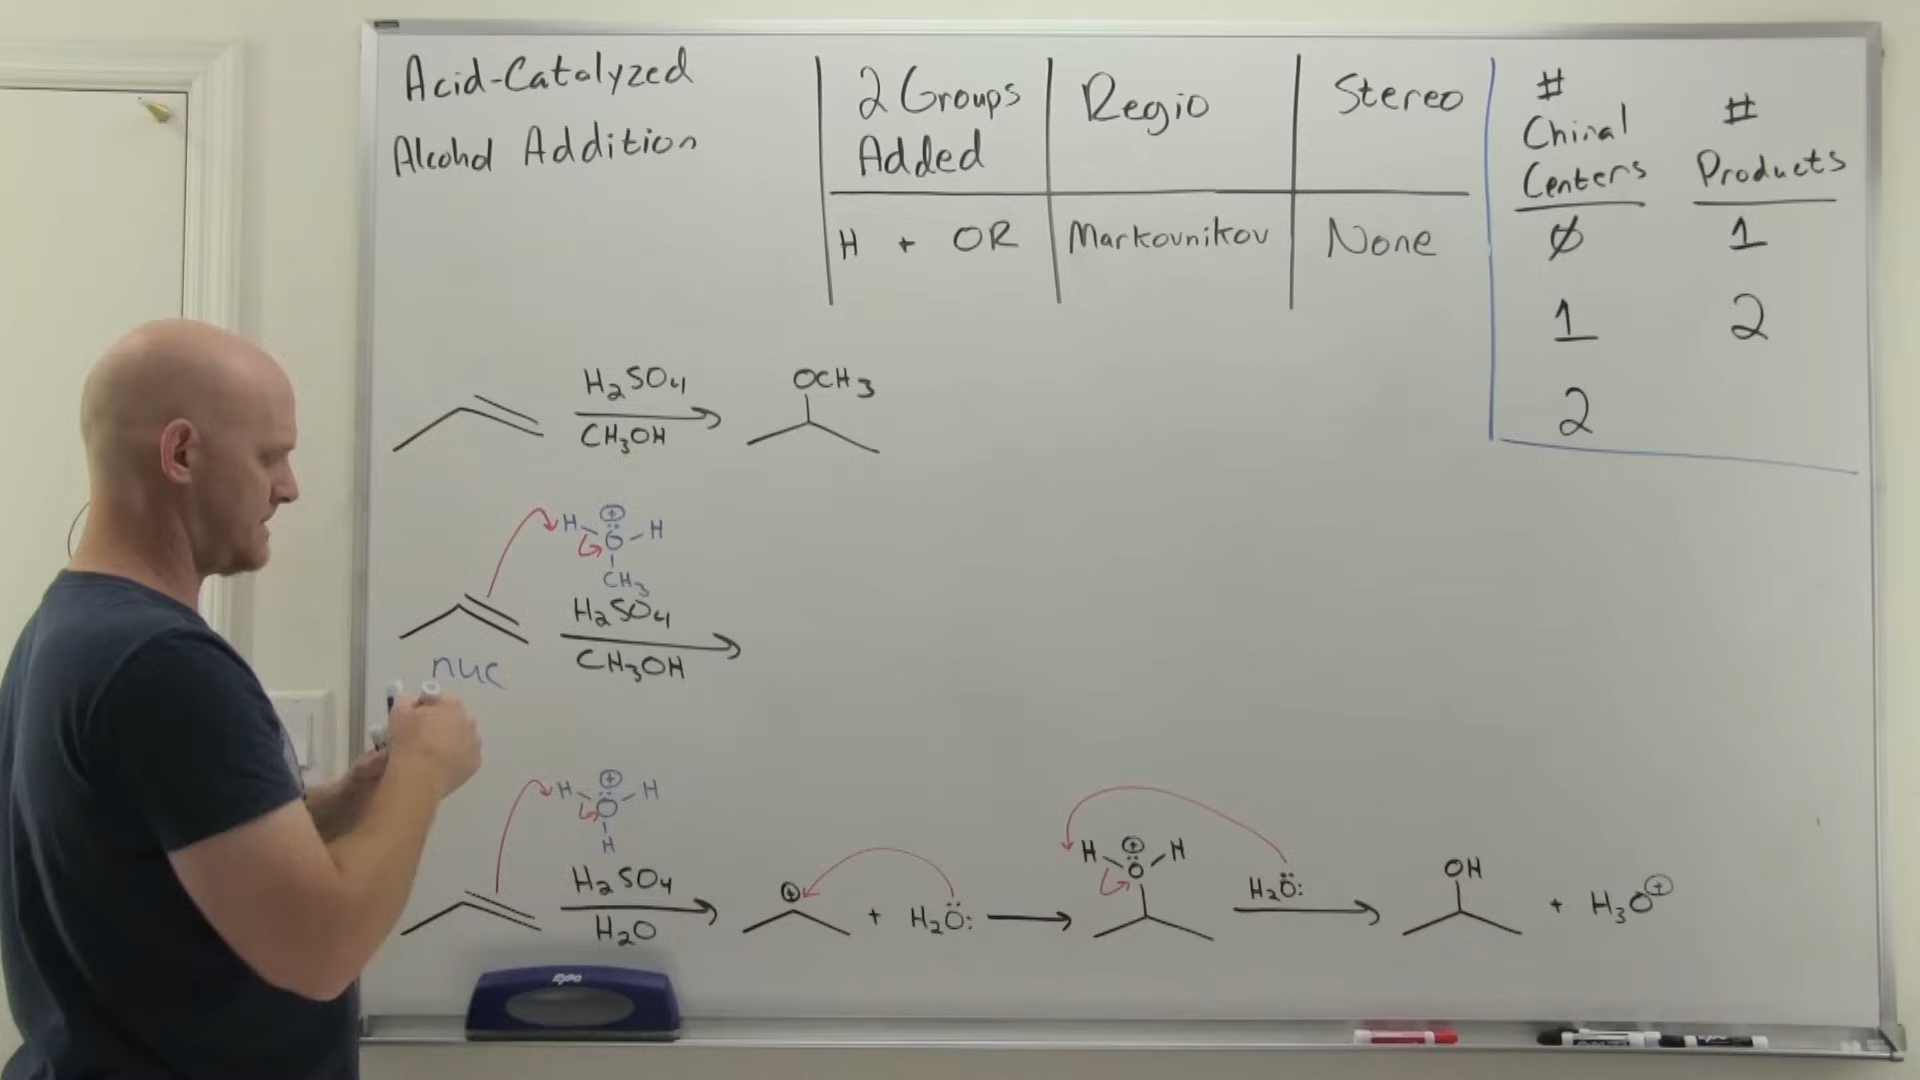 Acid-Catalyzed
Alcohol Addition
2 Groups
Added
Regio
Stereo
#
Chiral
Centers
#
Products
H + OR
Markovnikov
None
Ø
1
1
2
2
H₂SO₄
CH₃OH
OCH₃
H
⊕
Ö
H
CH₃
H₂SO₄
CH₃OH
nuc
H
⊕
Ö
H
H
H₂SO₄
H₂O
⊕
+ H₂Ö:
H
⊕
Ö
H
H₂Ö:
OH
+ H₃O⊕
expo